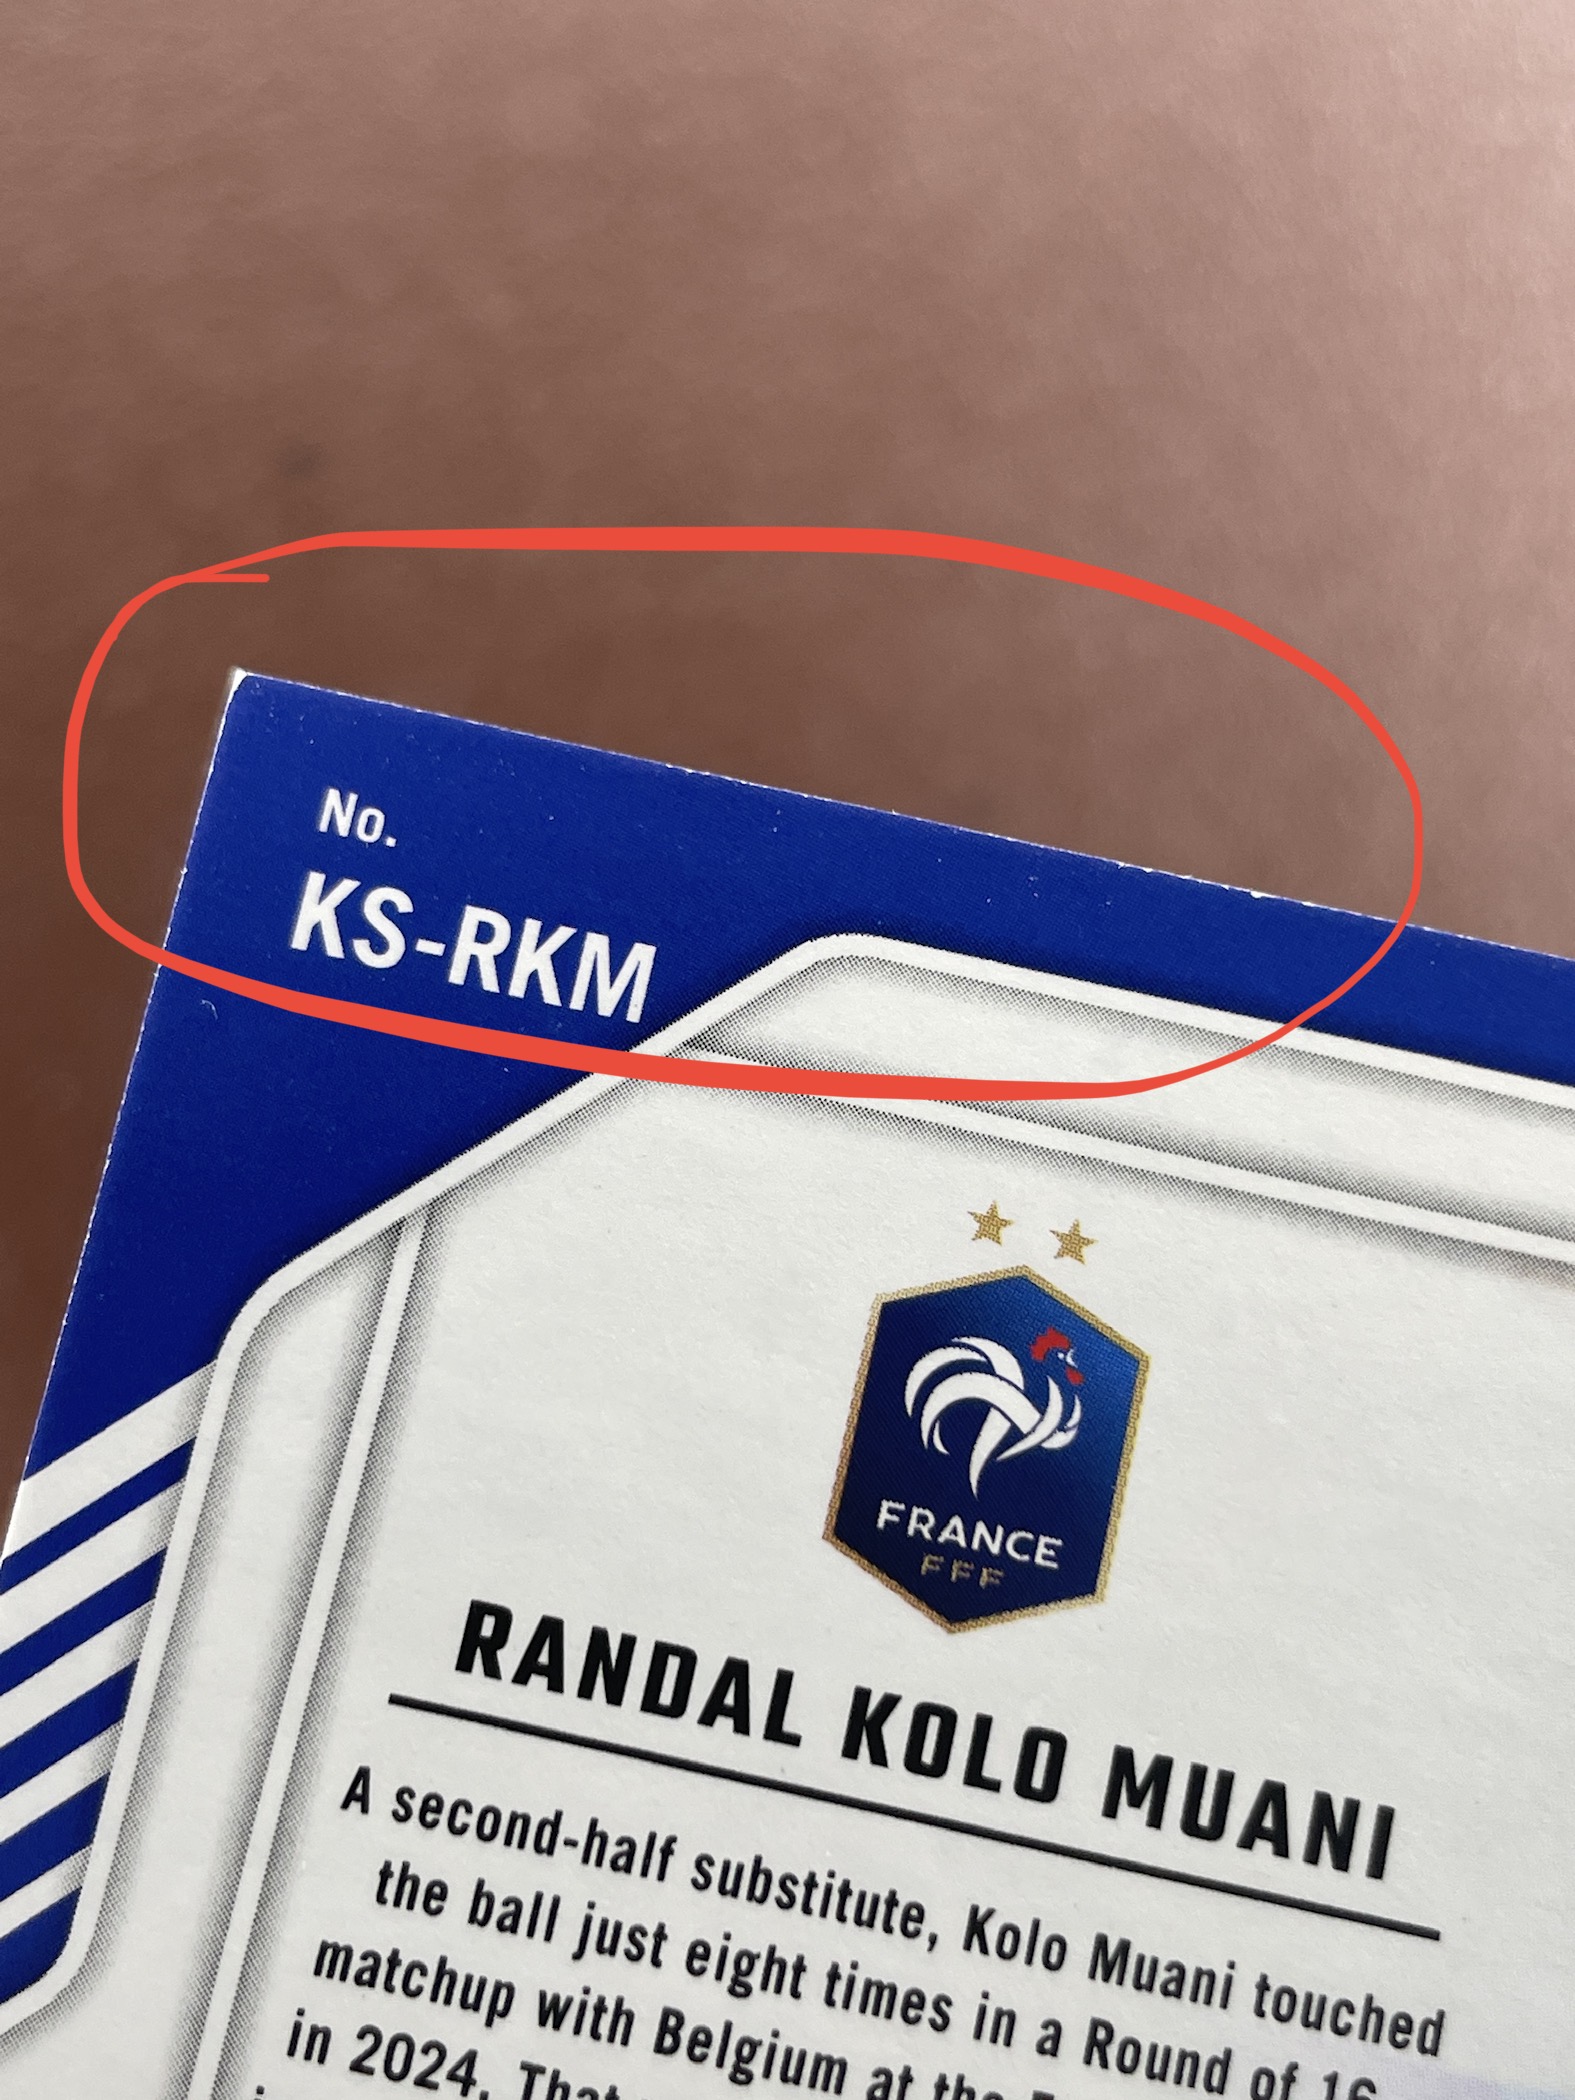 No.
KS-RKM
FRANCE
FFF
RANDAL KOLO MUANI
A second-half substitute, Kolo Muani touched
the ball just eight times in a Round of 16
matchup with Belgium at the
in 2024. That